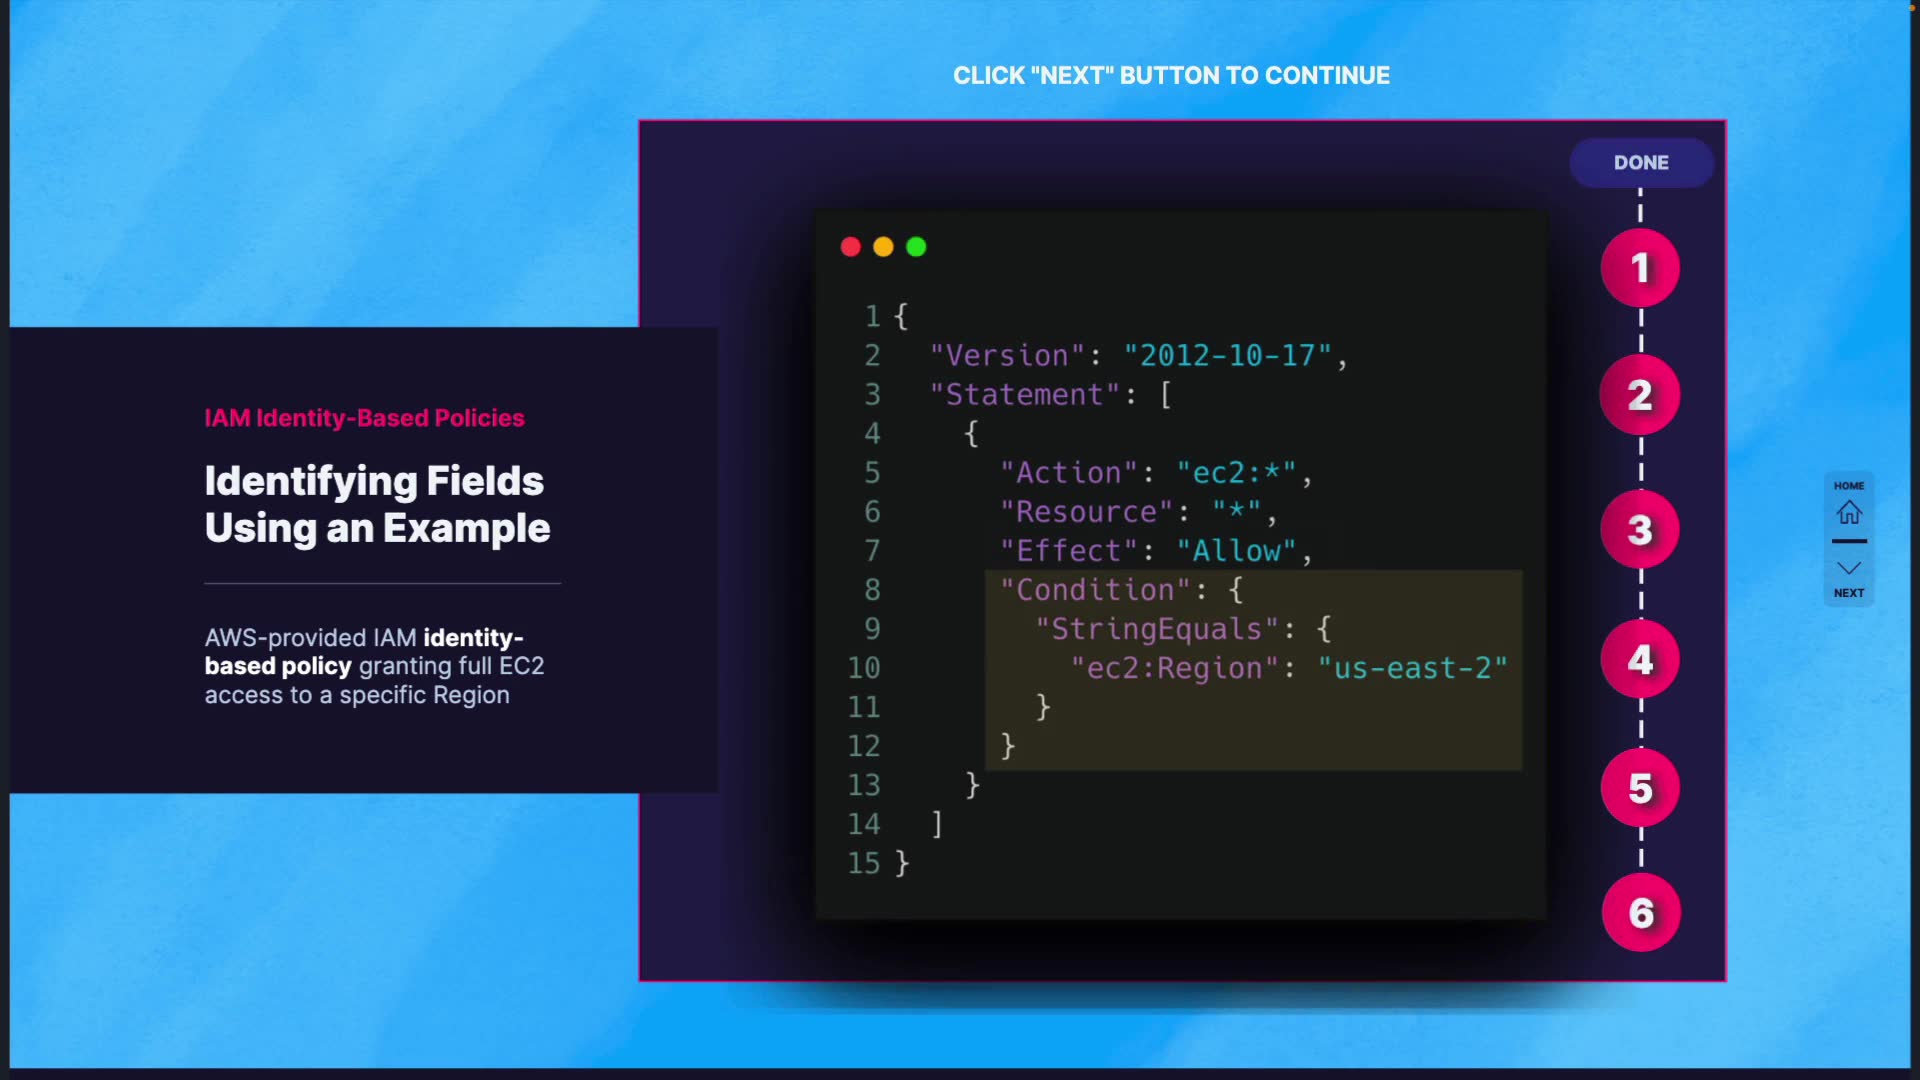 CLICK "NEXT" BUTTON TO CONTINUE
IAM Identity-Based Policies
Identifying Fields
Using an Example
AWS-provided IAM identity-
based policy granting full EC2
access to a specific Region
1 {
2   "Version": "2012-10-17",
3   "Statement": [
4     {
5       "Action": "ec2:*",
6       "Resource": "*",
7       "Effect": "Allow",
8       "Condition": {
9         "StringEquals": {
10           "ec2:Region": "us-east-2"
11         }
12       }
13     }
14   ]
15 }
DONE
1
2
3
4
5
6
HOME
NEXT